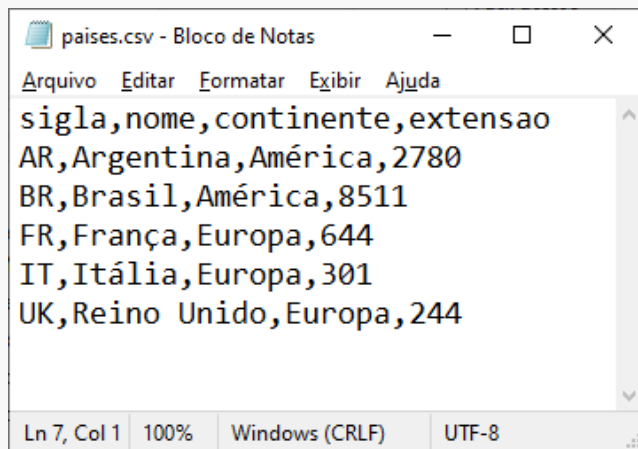 paises.csv - Bloco de Notas
Arquivo Editar Formatar Exibir Ajuda
sigla,nome,continente,extensao
AR,Argentina,América,2780
BR,Brasil,América,8511
FR,França,Europa,644
IT,Itália,Europa,301
UK,Reino Unido,Europa,244
Ln 7, Col 1 100% Windows (CRLF) UTF-8